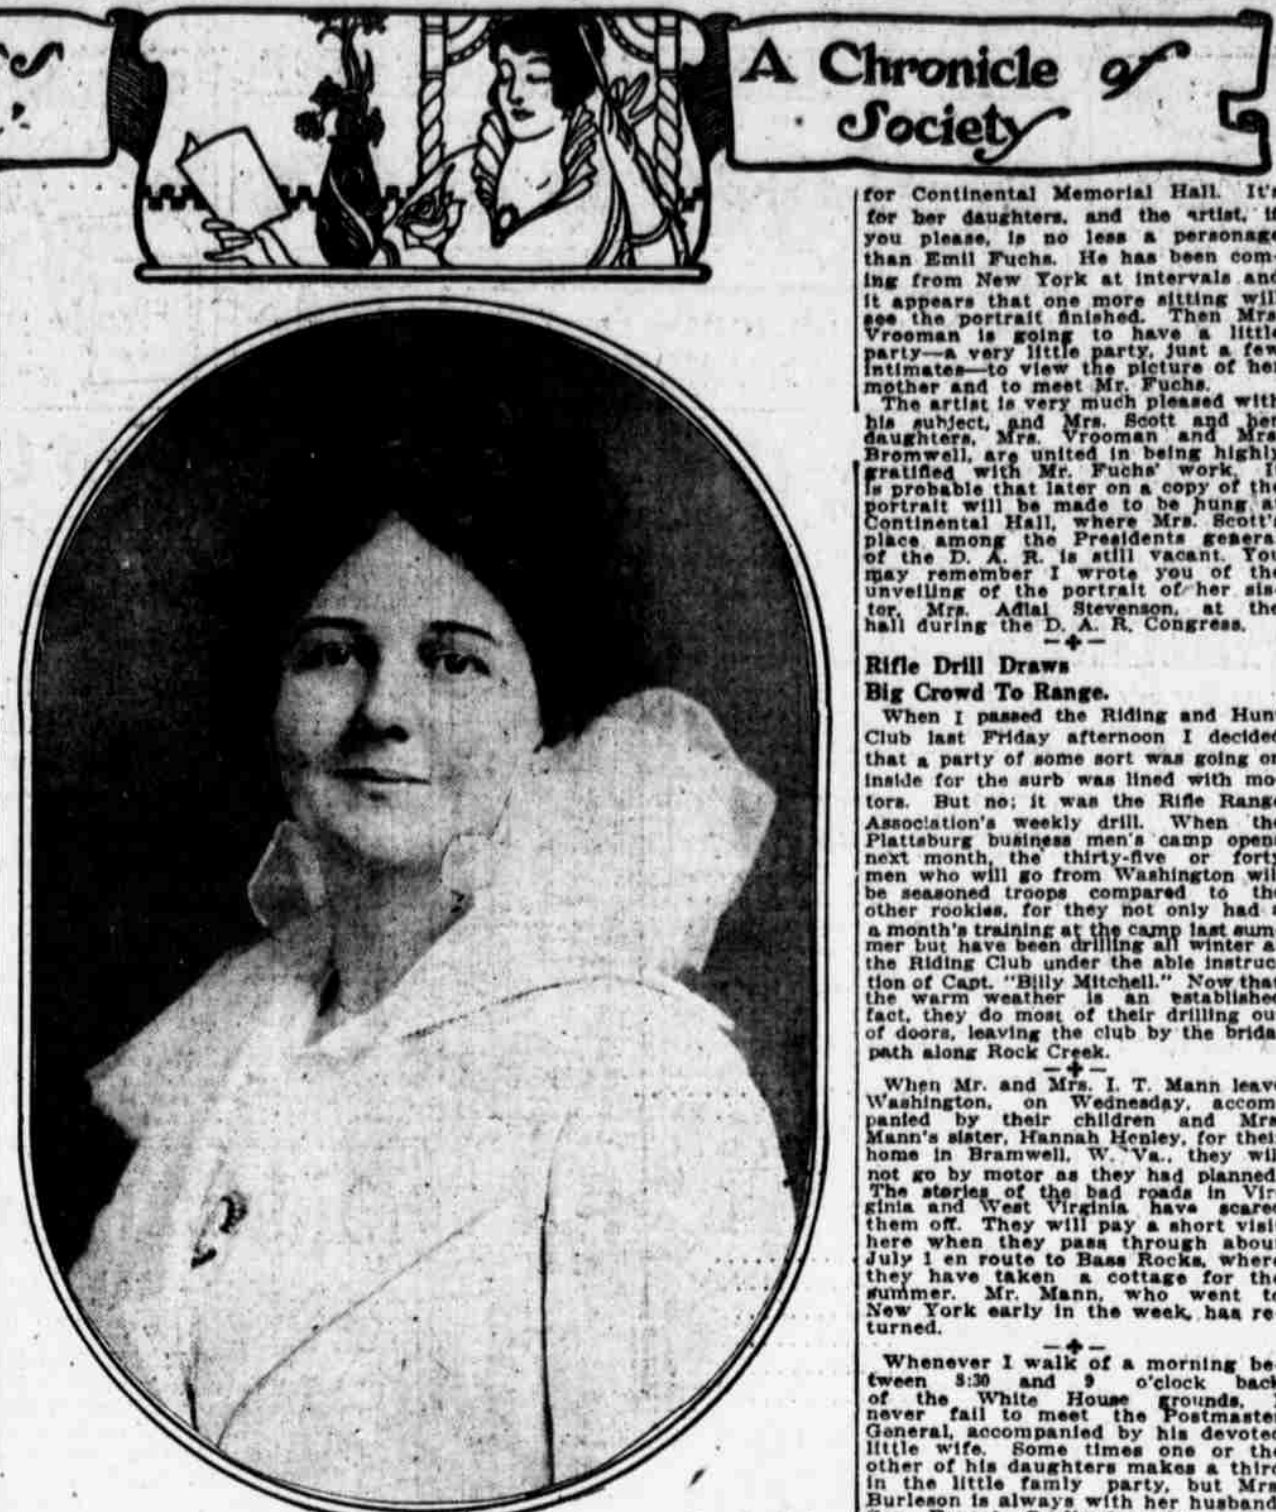 A Chronicle of
Society
for Continental Memorial Hall. It's
for her daughters, and the artist, if
you please, is no less a personage
than Emil Fuchs. He has been com-
ing from New York at intervals and
it appears that one more sitting will
see the portrait finished. Then Mrs
Vrooman is going to have a little
party—a very little party, just a few
intimates—to view the picture of her
mother and to meet Mr. Fuchs.
The artist is very much pleased with
his subject, and Mrs. Scott and her
daughters, Mrs. Vrooman and Mrs
Bromwell, are united in being highly
gratified with Mr. Fuchs' work. I
is probable that later on a copy of the
portrait will be made to be hung at
Continental Hall, where Mrs. Scott's
place among the Presidents genera
of the D. A. R. is still vacant. You
may remember I wrote you of the
unveiling of the portrait of her sis-
ter, Mrs. Adlai Stevenson, at the
hall during the D. A. R. Congress.
Rifle Drill Draws
Big Crowd To Range.
When I passed the Riding and Hun
Club last Friday afternoon I decided
that a party of some sort was going on
inside for the surb was lined with mo-
tors. But no; it was the Rifle Range
Association's weekly drill. When the
Plattsburg business men's camp opens
next month, the thirty-five or forty
men who will go from Washington will
be seasoned troops compared to the
other rookies, for they not only had a
a month's training at the camp last sum-
mer but have been drilling all winter a
the Riding Club under the able instruc-
tion of Capt. "Billy Mitchell." Now that
the warm weather is an established
fact, they do most of their drilling ou
of doors, leaving the club by the brida
path along Rock Creek.
When Mr. and Mrs. I. T. Mann leave
Washington, on Wednesday, accom-
panied by their children and Mrs
Mann's sister, Hannah Henley, for their
home in Bramwell, W. Va., they will
not go by motor as they had planned.
The stories of the bad roads in Vir-
ginia and West Virginia have scared
them off. They will pay a short visit
here when they pass through about
July 1 en route to Bass Rocks, where
they have taken a cottage for the
summer. Mr. Mann, who went to
New York early in the week, has re-
turned.
Whenever I walk of a morning be-
tween 8:30 and 9 o'clock back
of the White House grounds,
never fail to meet the Postmaster
General, accompanied by his devoted
little wife. Some times one or the
other of his daughters makes a third
in the little famly party, but Mrs
Burleson is always with her husband